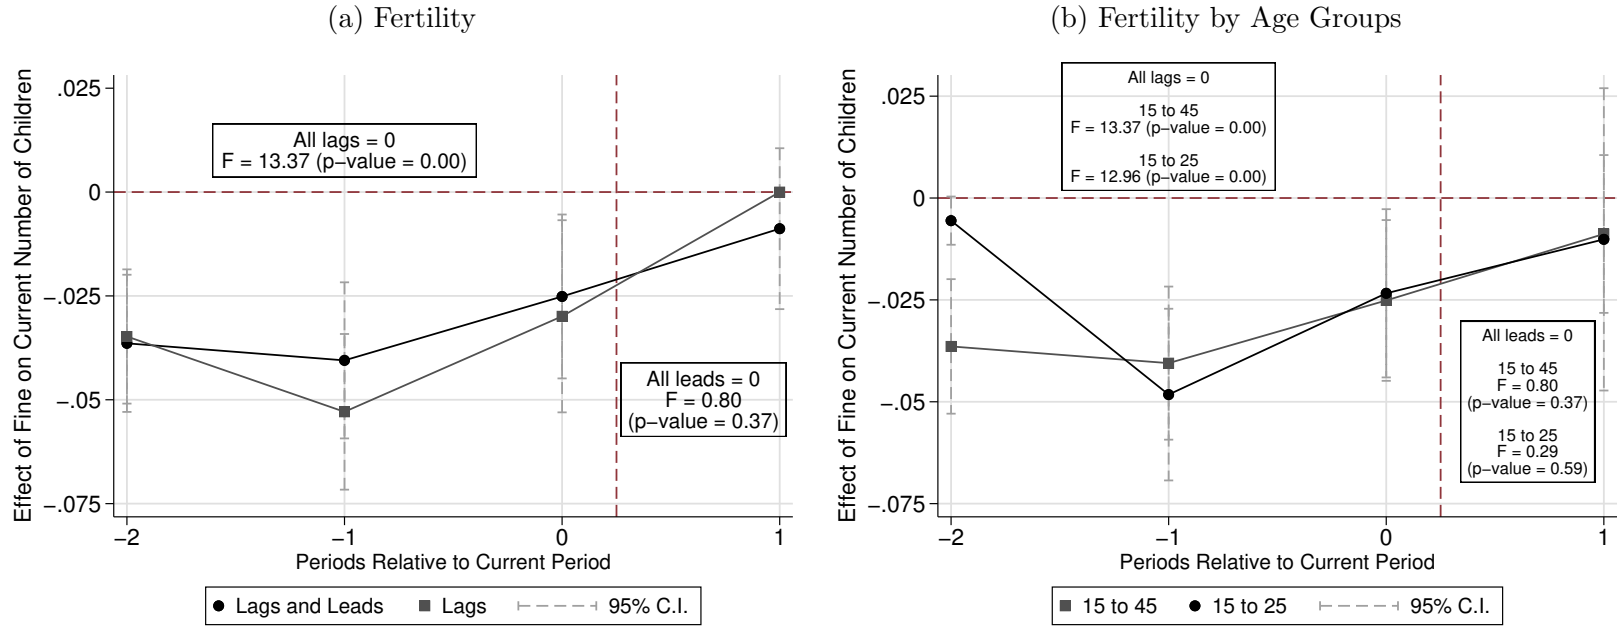 (a) Fertility
Effect of Fine on Current Number of Children
.025
0
−.025
−.05
−.075
All lags = 0
F = 13.37 (p−value = 0.00)
All leads = 0
F = 0.80
(p−value = 0.37)
−2
−1
0
1
Periods Relative to Current Period
Lags and Leads
Lags
95% C.I.
(b) Fertility by Age Groups
Effect of Fine on Current Number of Children
.025
0
−.025
−.05
−.075
All lags = 0
15 to 45
F = 13.37 (p−value = 0.00)
15 to 25
F = 12.96 (p−value = 0.00)
All leads = 0
15 to 45
F = 0.80
(p−value = 0.37)
15 to 25
F = 0.29
(p−value = 0.59)
−2
−1
0
1
Periods Relative to Current Period
15 to 45
15 to 25
95% C.I.